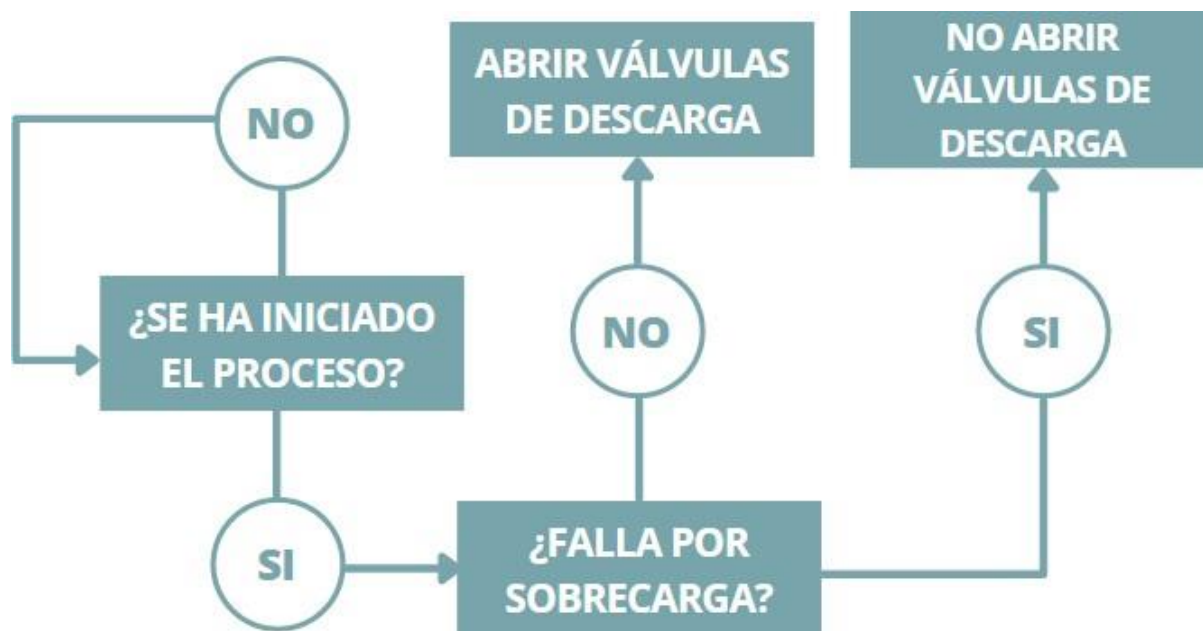 NO
¿SE HA INICIADO
EL PROCESO?
SI
ABRIR VÁLVULAS
DE DESCARGA
NO
¿FALLA POR
SOBRECARGA?
NO ABRIR
VÁLVULAS DE
DESCARGA
SI